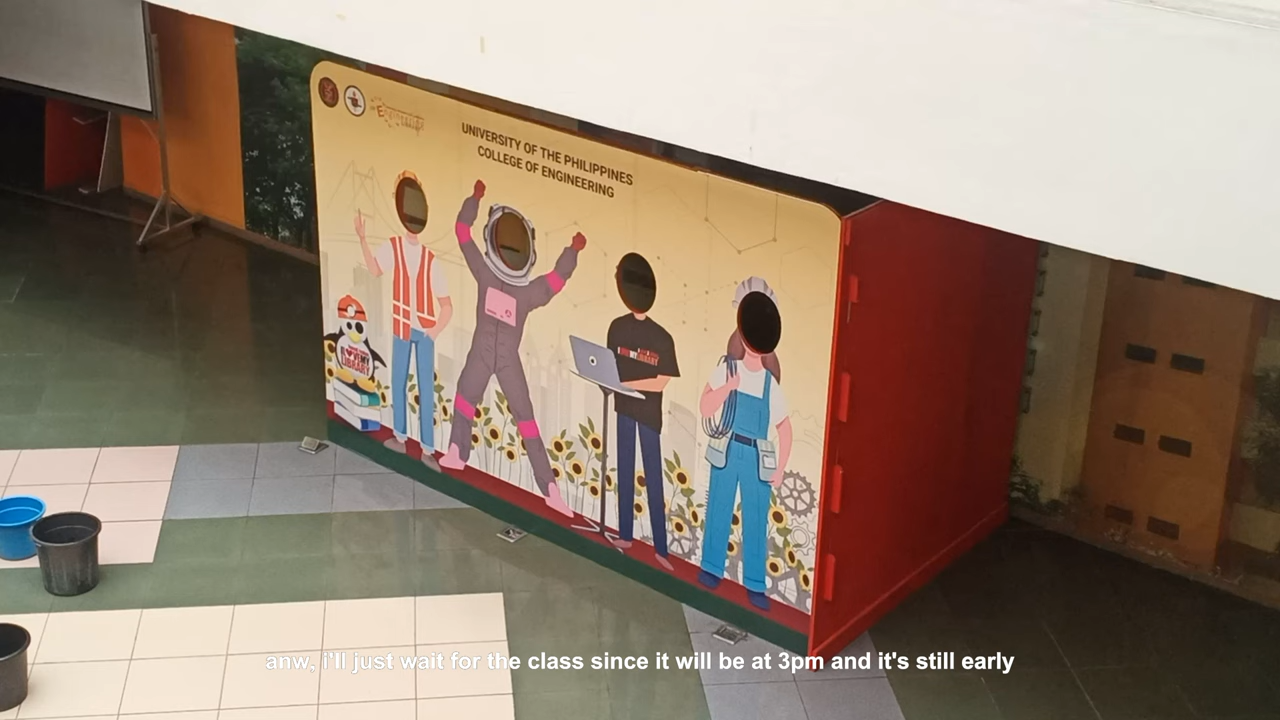 UNIVERSITY OF THE PHILIPPINES
COLLEGE OF ENGINEERING
LIBRARY
anw, i'll just wait for the class since it will be at 3pm and it's still early